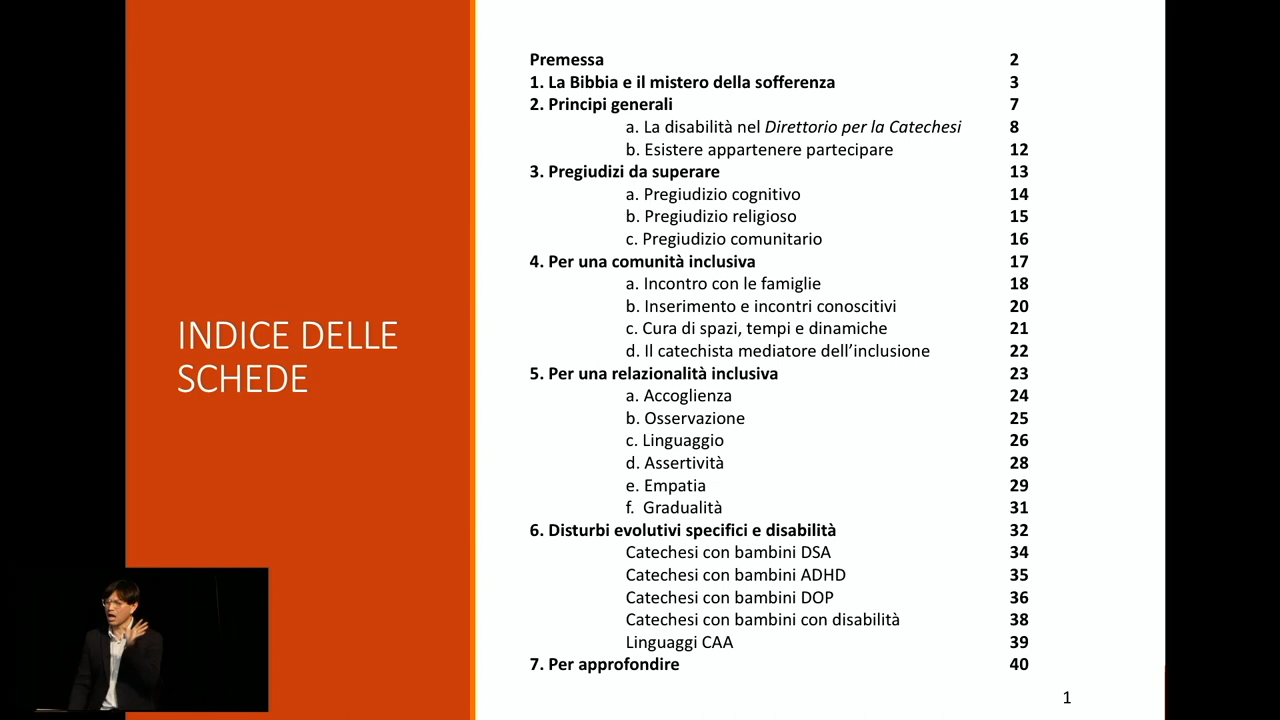 INDICE DELLE
SCHEDE
Premessa 2
1. La Bibbia e il mistero della sofferenza 3
2. Principi generali 7
a. La disabilità nel Direttorio per la Catechesi 8
b. Esistere appartenere partecipare 12
3. Pregiudizi da superare 13
a. Pregiudizio cognitivo 14
b. Pregiudizio religioso 15
c. Pregiudizio comunitario 16
4. Per una comunità inclusiva 17
a. Incontro con le famiglie 18
b. Inserimento e incontri conoscitivi 20
c. Cura di spazi, tempi e dinamiche 21
d. Il catechista mediatore dell’inclusione 22
5. Per una relazionalità inclusiva 23
a. Accoglienza 24
b. Osservazione 25
c. Linguaggio 26
d. Assertività 28
e. Empatia 29
f. Gradualità 31
6. Disturbi evolutivi specifici e disabilità 32
Catechesi con bambini DSA 34
Catechesi con bambini ADHD 35
Catechesi con bambini DOP 36
Catechesi con bambini con disabilità 38
Linguaggi CAA 39
7. Per approfondire 40
1